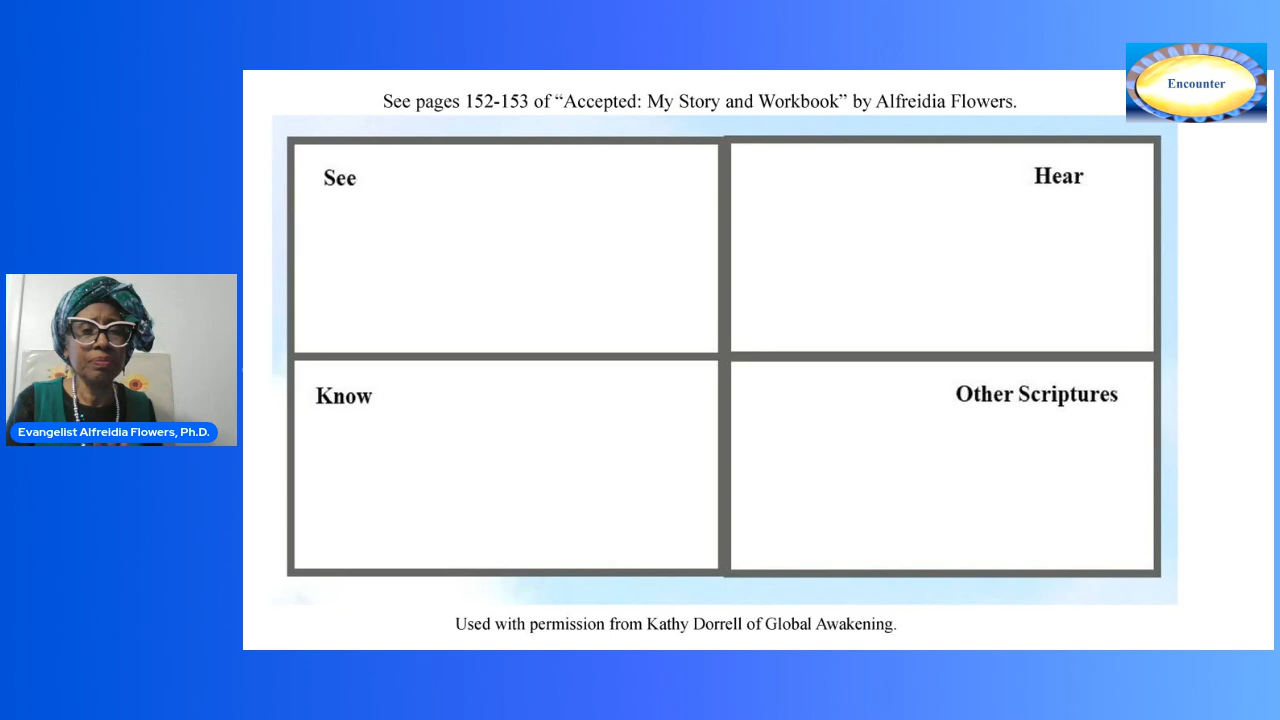 Encounter
See pages 152-153 of “Accepted: My Story and Workbook” by Alfreidia Flowers.
See
Hear
Know
Other Scriptures
Evangelist Alfreidia Flowers, Ph.D.
Used with permission from Kathy Dorrell of Global Awakening.